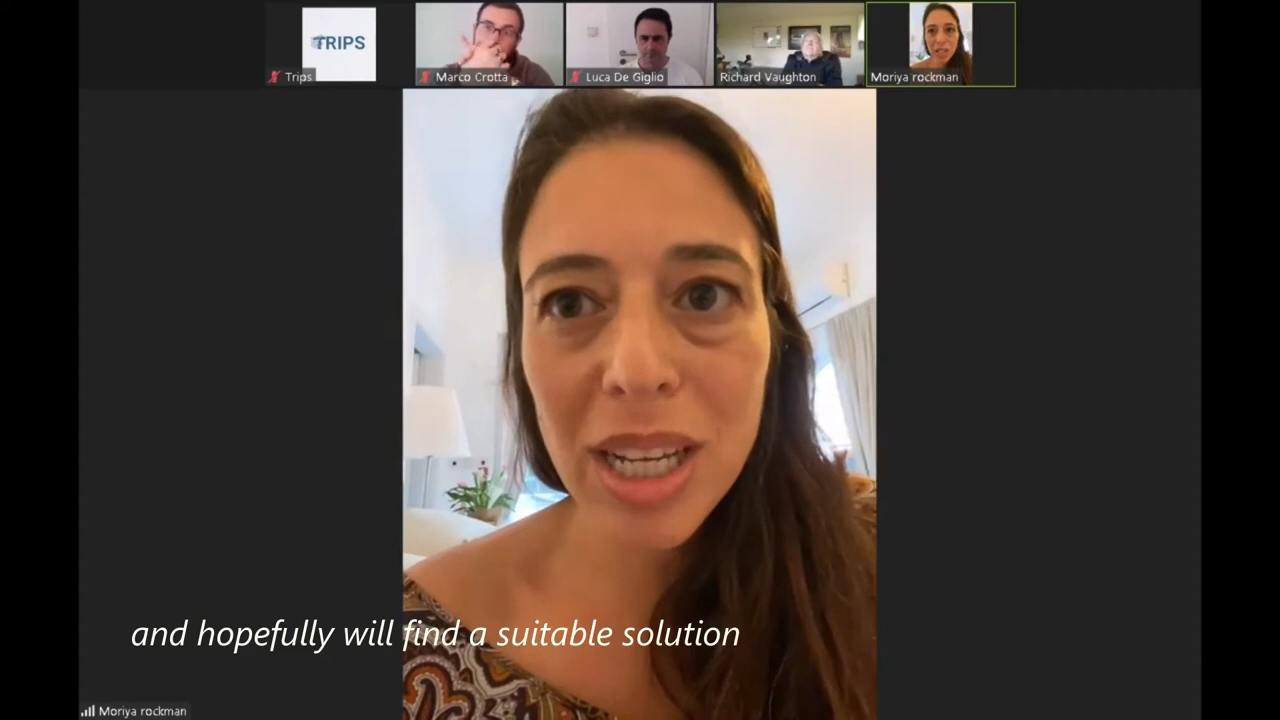 TRIPS
Trips
Marco Crotta
Luca De Giglio
Richard Vaughton
Moriya rockman
and hopefully will find a suitable solution
Moriya rockman